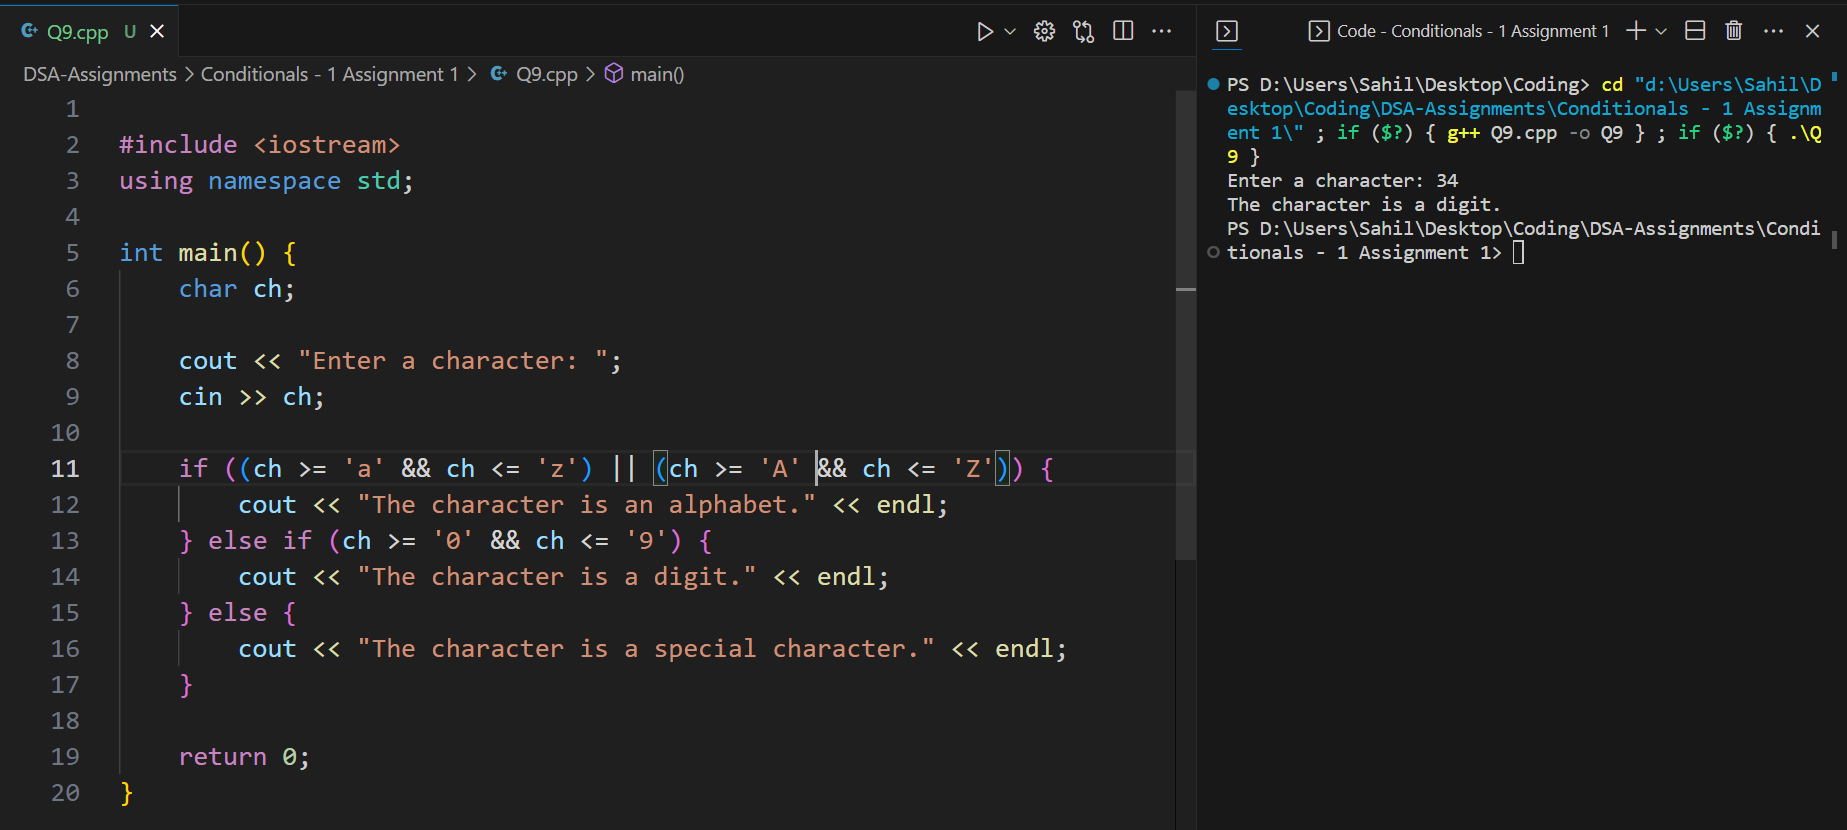 Q9.cpp U
DSA-Assignments > Conditionals - 1 Assignment 1 > Q9.cpp > main()
1
2 #include <iostream>
3 using namespace std;
4
5 int main() {
6     char ch;
7
8     cout << "Enter a character: ";
9     cin >> ch;
10
11     if ((ch >= 'a' && ch <= 'z') || (ch >= 'A' && ch <= 'Z')) {
12         cout << "The character is an alphabet." << endl;
13     } else if (ch >= '0' && ch <= '9') {
14         cout << "The character is a digit." << endl;
15     } else {
16         cout << "The character is a special character." << endl;
17     }
18
19     return 0;
20 }
Code - Conditionals - 1 Assignment 1
PS D:\Users\Sahil\Desktop\Coding> cd "d:\Users\Sahil\D
esktop\Coding\DSA-Assignments\Conditionals - 1 Assignm
ent 1\" ; if ($?) { g++ Q9.cpp -o Q9 } ; if ($?) { .\Q
9 }
Enter a character: 34
The character is a digit.
PS D:\Users\Sahil\Desktop\Coding\DSA-Assignments\Condi
tionals - 1 Assignment 1>